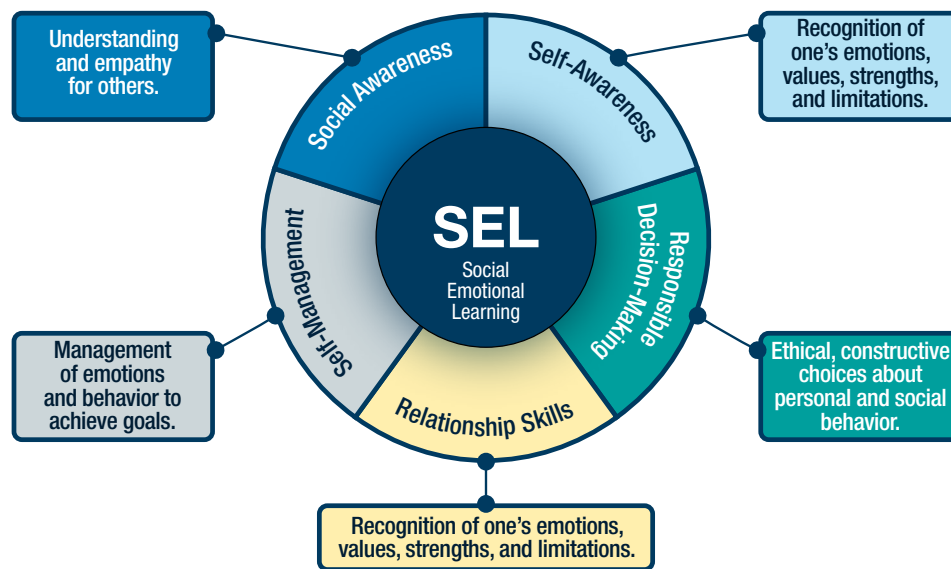 Understanding
and empathy
for others.
Social Awareness
Self-Awareness
Recognition of
one’s emotions,
values, strengths,
and limitations.
SEL
Social
Emotional
Learning
Self-Management
Responsible
Decision-Making
Management
of emotions
and behavior to
achieve goals.
Relationship Skills
Ethical, constructive
choices about
personal and social
behavior.
Recognition of one’s emotions,
values, strengths, and limitations.